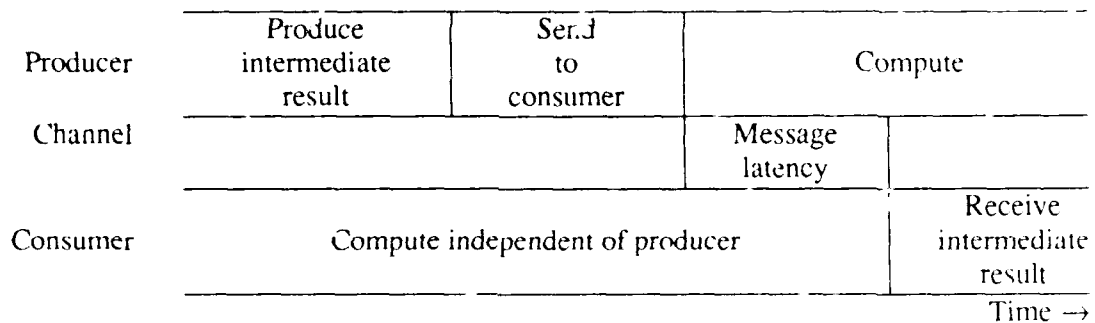 Producer
Produce
intermediate
result
Send
to
consumer
Compute
Channel
Message
latency
Consumer
Compute independent of producer
Receive
intermediate
result
Time →